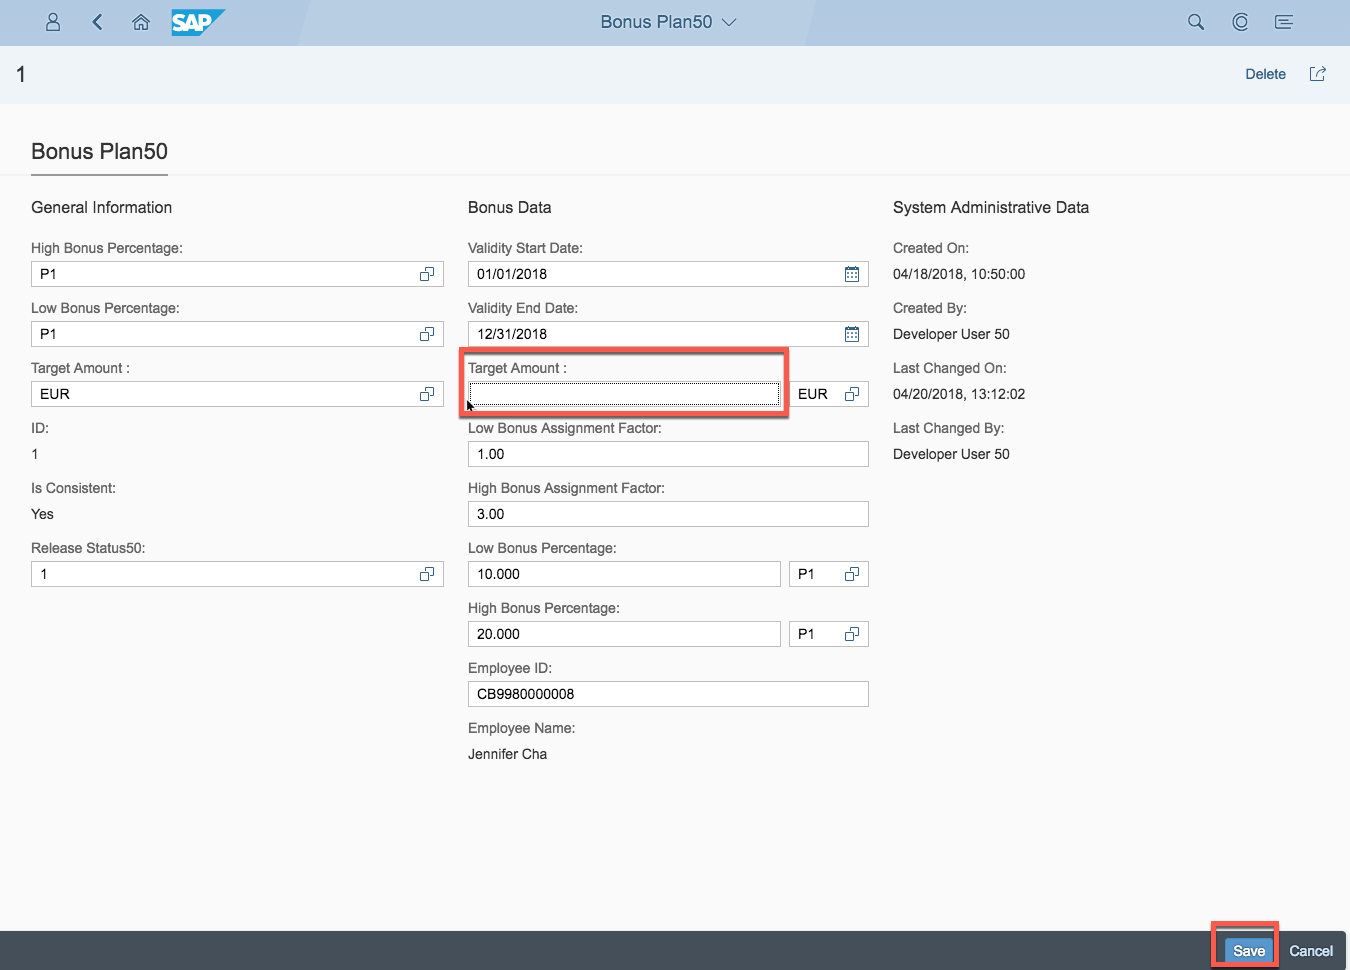 SAP
Bonus Plan50
1
Delete
Bonus Plan50
General Information
High Bonus Percentage:
P1
Low Bonus Percentage:
P1
Target Amount :
EUR
ID:
1
Is Consistent:
Yes
Release Status50:
1
Bonus Data
Validity Start Date:
01/01/2018
Validity End Date:
12/31/2018
Target Amount :
EUR
Low Bonus Assignment Factor:
1.00
High Bonus Assignment Factor:
3.00
Low Bonus Percentage:
10.000 P1
High Bonus Percentage:
20.000 P1
Employee ID:
CB9980000008
Employee Name:
Jennifer Cha
System Administrative Data
Created On:
04/18/2018, 10:50:00
Created By:
Developer User 50
Last Changed On:
04/20/2018, 13:12:02
Last Changed By:
Developer User 50
Save Cancel